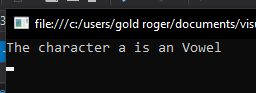 file:///c:/users/gold roger/documents/visu
The character a is an Vowel